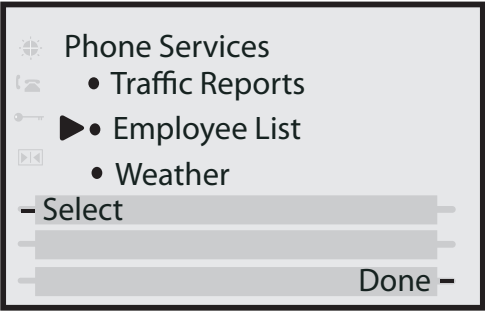 Phone Services
• Traffic Reports
• Employee List
• Weather
Select
Done